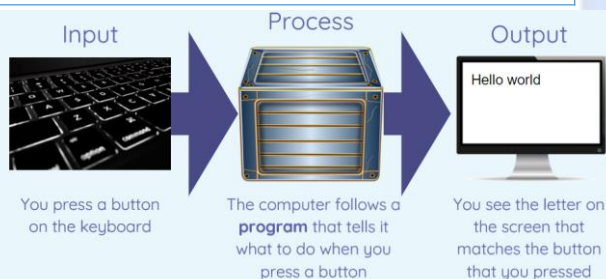 Input
Process
Output
Hello world
option
command
You press a button
on the keyboard
The computer follows a
program that tells it
what to do when you
press a button
You see the letter on
the screen that
matches the button
that you pressed